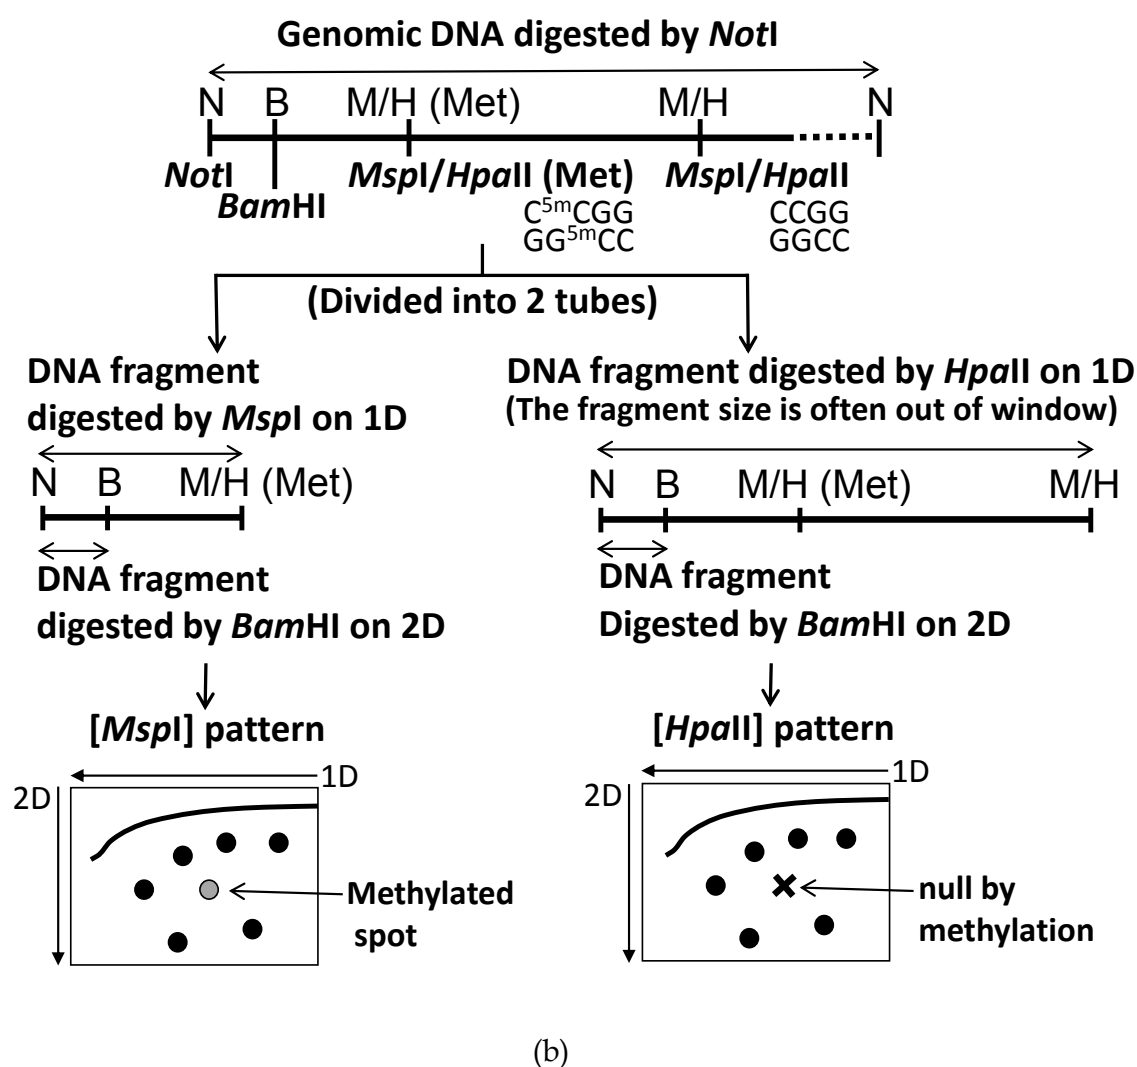 Genomic DNA digested by NotI
N B M/H (Met) M/H N
NotI MspI/HpaII (Met) MspI/HpaII
BamHI
C5mCGG CCGG
GG5mCC GGCC
(Divided into 2 tubes)
DNA fragment
digested by MspI on 1D
N B M/H (Met)
DNA fragment
digested by BamHI on 2D
[MspI] pattern
1D
2D
Methylated
spot
DNA fragment digested by HpaII on 1D
(The fragment size is often out of window)
N B M/H (Met) M/H
DNA fragment
Digested by BamHI on 2D
[HpaII] pattern
1D
2D
null by
methylation
(b)